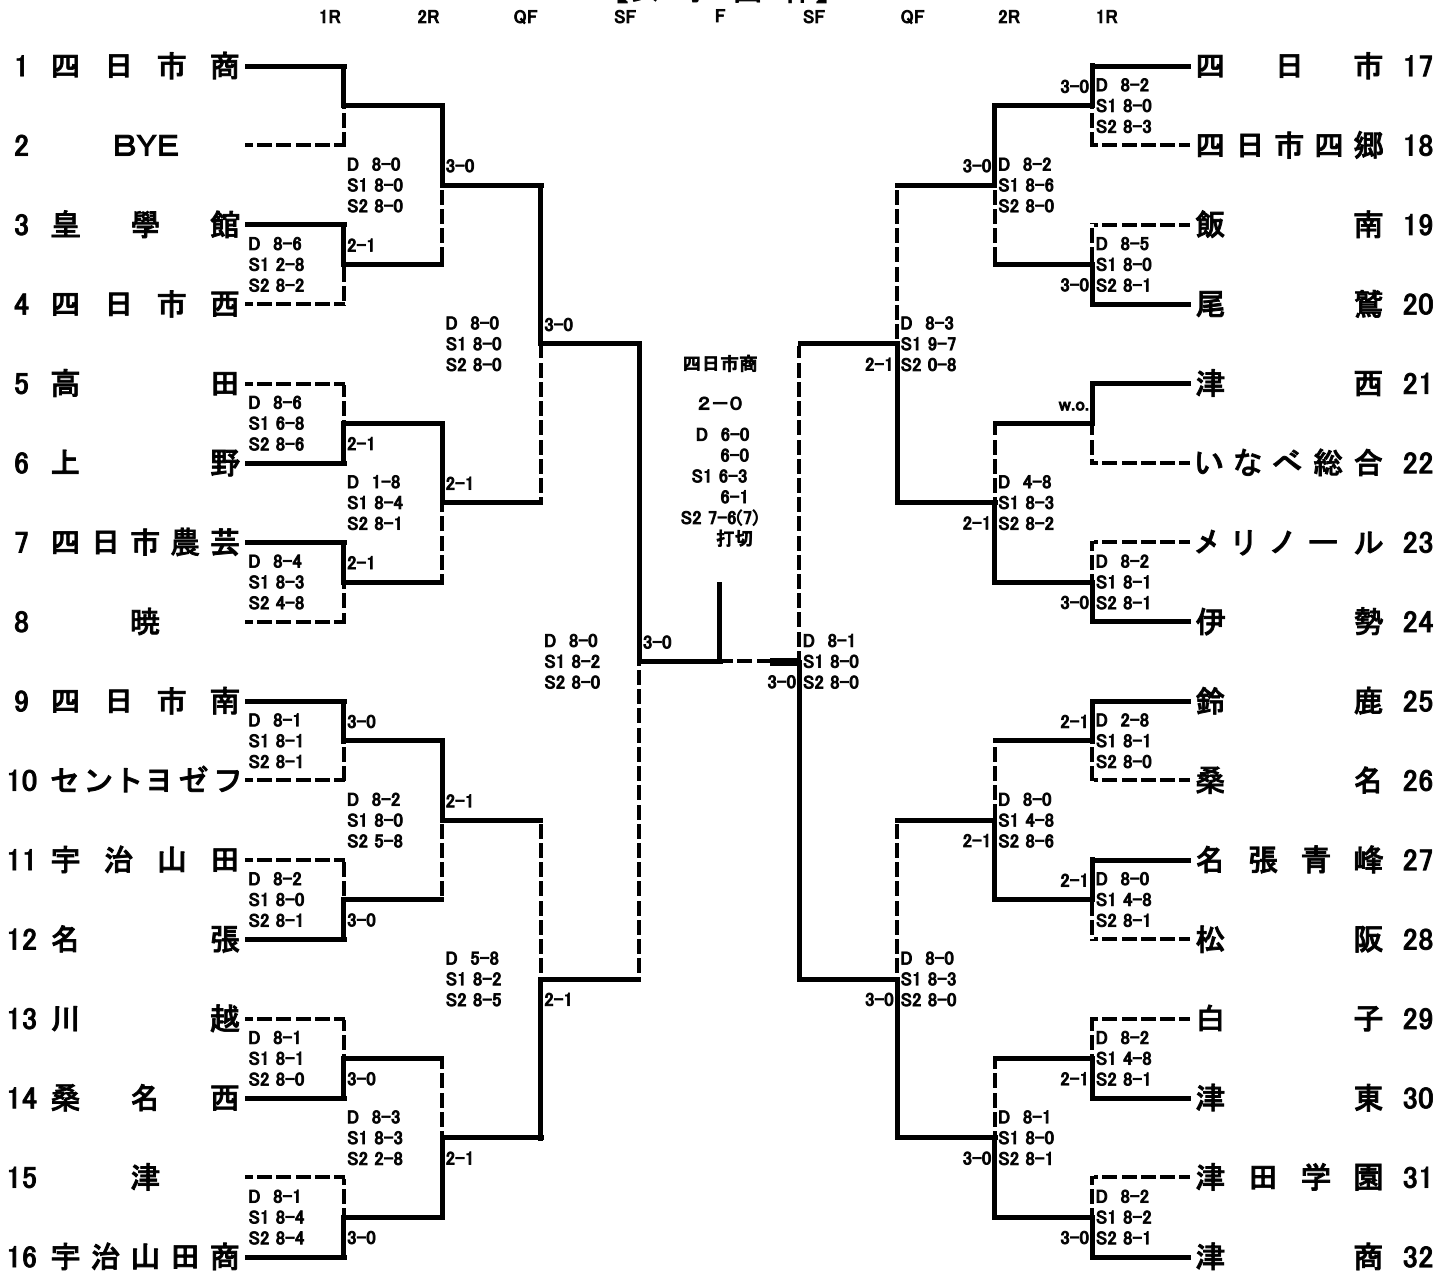 1R 2R QF SF F SF QF 2R 1R
1 四日市商
2 BYE
D 8-0
S1 8-0
S2 8-0
3-0
3 皇學館
D 8-6
S1 2-8
S2 8-2
2-1
4 四日市西
D 8-0
S1 8-0
S2 8-0
3-0
5 高田
D 8-6
S1 6-8
S2 8-6
2-1
6 上野
D 1-8
S1 8-4
S2 8-1
2-1
7 四日市農芸
D 8-4
S1 8-3
S2 4-8
2-1
8 暁
D 8-0
S1 8-2
S2 8-0
3-0
9 四日市南
D 8-1
S1 8-1
S2 8-1
3-0
10 セントヨゼフ
D 8-2
S1 8-0
S2 5-8
2-1
11 宇治山田
D 8-2
S1 8-0
S2 8-1
3-0
12 名張
D 5-8
S1 8-2
S2 8-5
2-1
13 川越
D 8-1
S1 8-1
S2 8-0
3-0
14 桑名西
D 8-3
S1 8-3
S2 2-8
2-1
15 津
D 8-1
S1 8-4
S2 8-4
3-0
16 宇治山田商
四日市商
2-0
D 6-0
6-0
S1 6-3
6-1
S2 7-6(7)
打切
四日市 17
3-0
D 8-2
S1 8-0
S2 8-3
四日市四郷 18
3-0
D 8-2
S1 8-6
S2 8-0
飯南 19
D 8-5
S1 8-0
S2 8-1
3-0
尾鷲 20
D 8-3
S1 9-7
S2 0-8
2-1
津西 21
w.o.
いなべ総合 22
D 4-8
S1 8-3
S2 8-2
2-1
メリノール 23
D 8-2
S1 8-1
S2 8-1
3-0
伊勢 24
D 8-1
S1 8-0
S2 8-0
3-0
鈴鹿 25
2-1
D 2-8
S1 8-1
S2 8-0
桑名 26
D 8-0
S1 4-8
S2 8-6
2-1
名張青峰 27
2-1
D 8-0
S1 4-8
S2 8-1
松阪 28
D 8-0
S1 8-3
S2 8-0
3-0
白子 29
D 8-2
S1 4-8
S2 8-1
2-1
津東 30
D 8-1
S1 8-0
S2 8-1
3-0
津田学園 31
D 8-2
S1 8-2
S2 8-1
3-0
津商 32